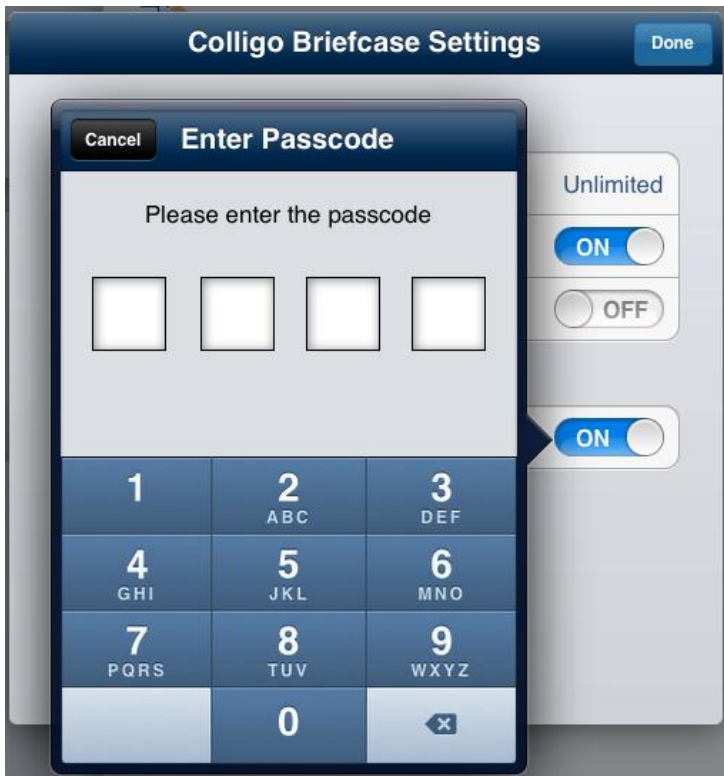 Colligo Briefcase Settings
Done
Cancel
Enter Passcode
Please enter the passcode
Unlimited
ON
OFF
ON
1
2
ABC
3
DEF
4
GHI
5
JKL
6
MNO
7
PQRS
8
TUV
9
WXYZ
0